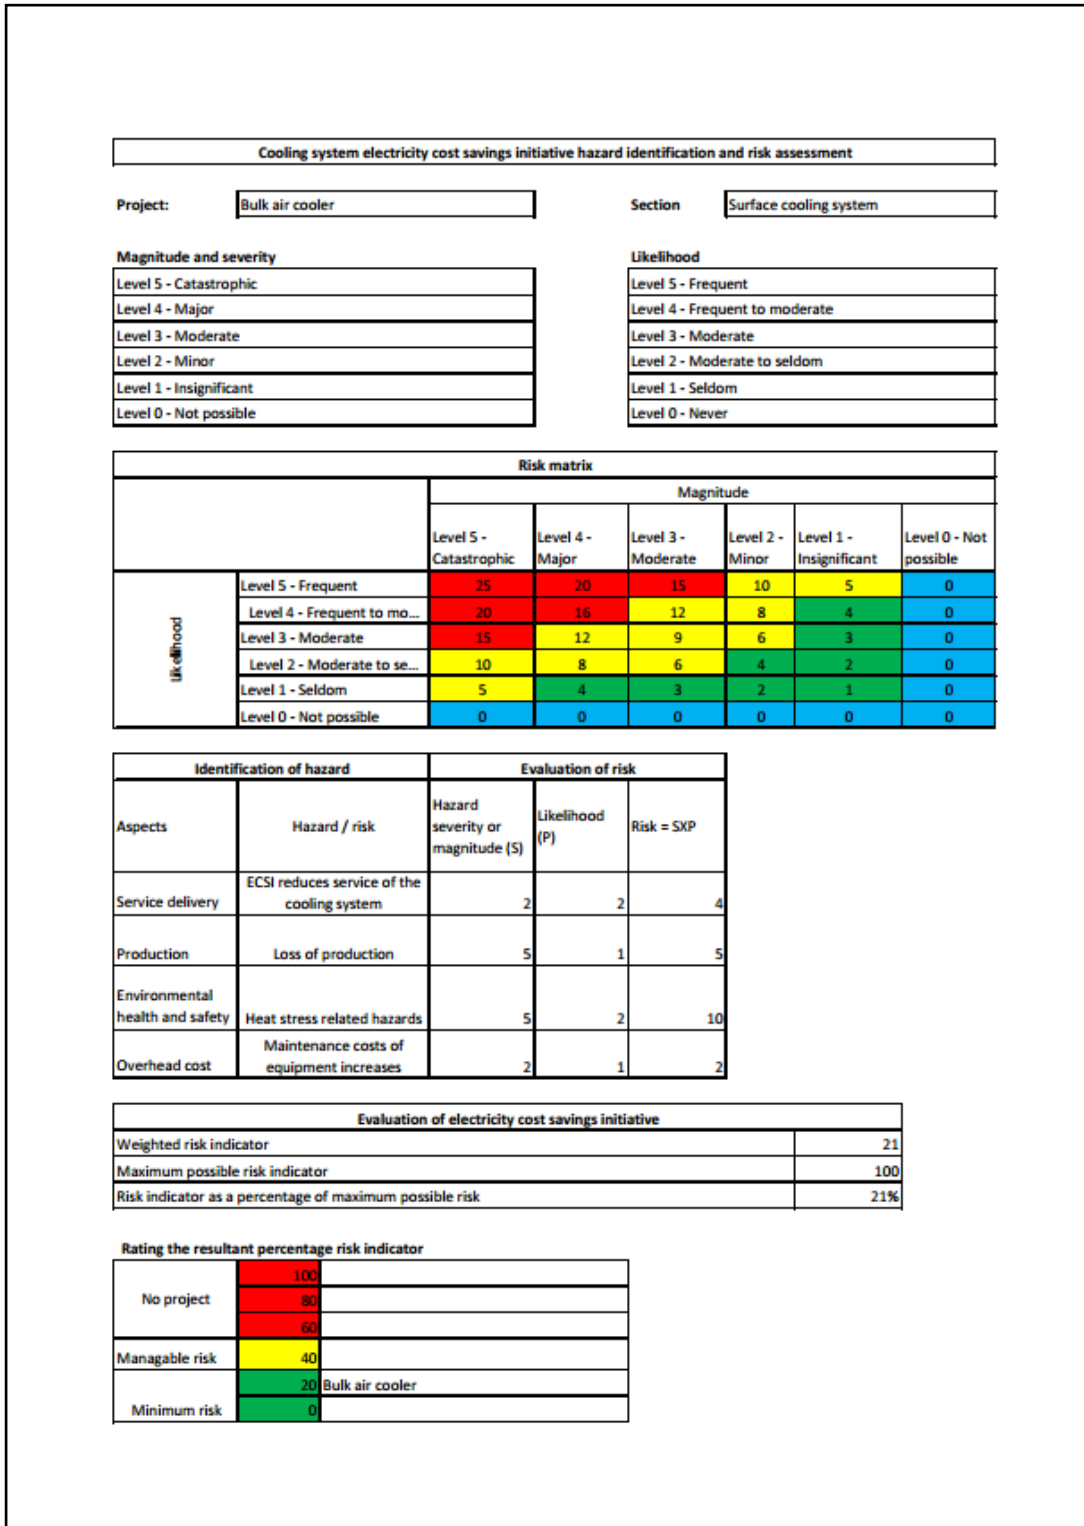 Cooling system electricity cost savings initiative hazard identification and risk assessment
Project: Bulk air cooler Section Surface cooling system
Magnitude and severity Likelihood
Level 5 - Catastrophic Level 5 - Frequent
Level 4 - Major Level 4 - Frequent to moderate
Level 3 - Moderate Level 3 - Moderate
Level 2 - Minor Level 2 - Moderate to seldom
Level 1 - Insignificant Level 1 - Seldom
Level 0 - Not possible Level 0 - Never
Risk matrix
Magnitude
Level 5 - Level 4 - Level 3 - Level 2 - Level 1 - Level 0 - Not
Catastrophic Major Moderate Minor Insignificant possible
Likelihood
Level 5 - Frequent 25 20 15 10 5 0
Level 4 - Frequent to mo... 20 16 12 8 4 0
Level 3 - Moderate 15 12 9 6 3 0
Level 2 - Moderate to se... 10 8 6 4 2 0
Level 1 - Seldom 5 4 3 2 1 0
Level 0 - Not possible 0 0 0 0 0 0
Identification of hazard Evaluation of risk
Aspects Hazard / risk Hazard severity or magnitude (S) Likelihood (P) Risk = SXP
Service delivery ECSI reduces service of the cooling system 2 2 4
Production Loss of production 5 1 5
Environmental health and safety Heat stress related hazards 5 2 10
Overhead cost Maintenance costs of equipment increases 2 1 2
Evaluation of electricity cost savings initiative
Weighted risk indicator 21
Maximum possible risk indicator 100
Risk indicator as a percentage of maximum possible risk 21%
Rating the resultant percentage risk indicator
100
No project 80
60
Managable risk 40
20 Bulk air cooler
Minimum risk 0